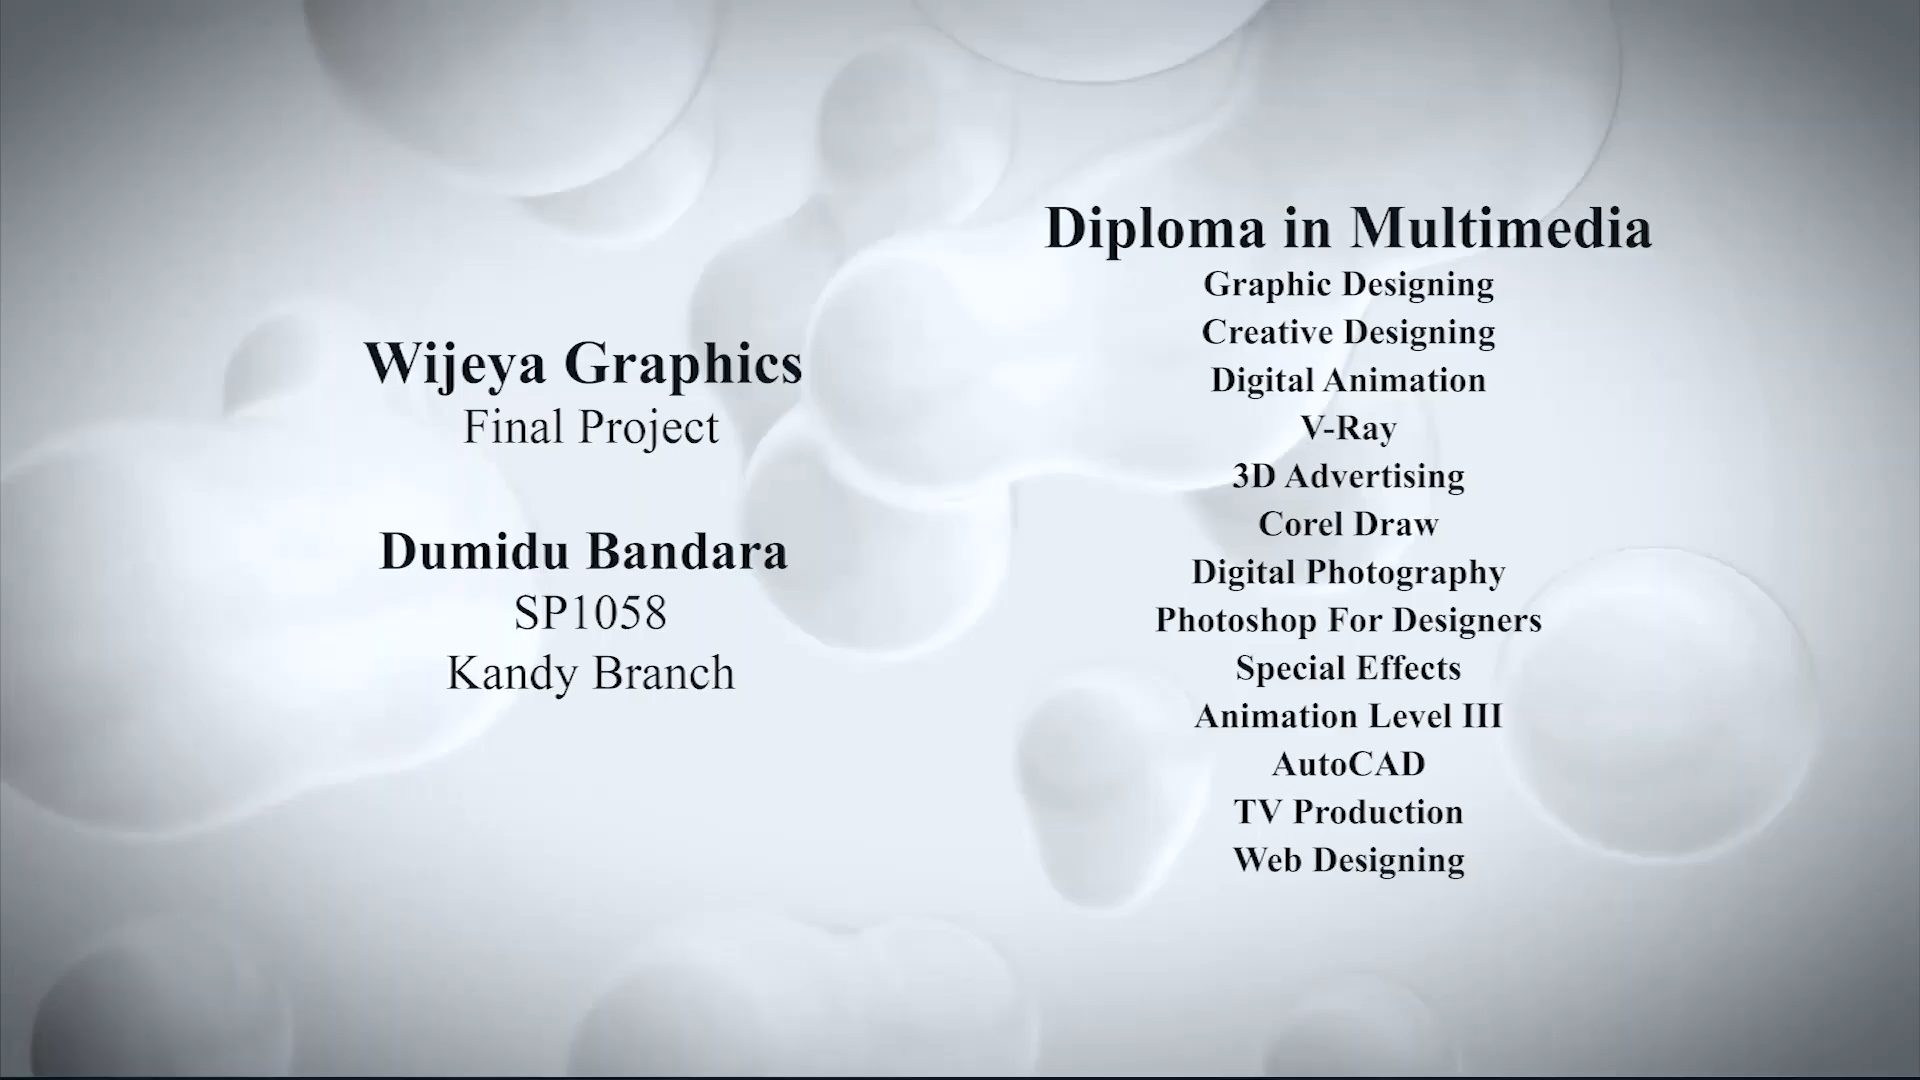 Wijeya Graphics
Final Project
Dumidu Bandara
SP1058
Kandy Branch
Diploma in Multimedia
Graphic Designing
Creative Designing
Digital Animation
V-Ray
3D Advertising
Corel Draw
Digital Photography
Photoshop For Designers
Special Effects
Animation Level III
AutoCAD
TV Production
Web Designing